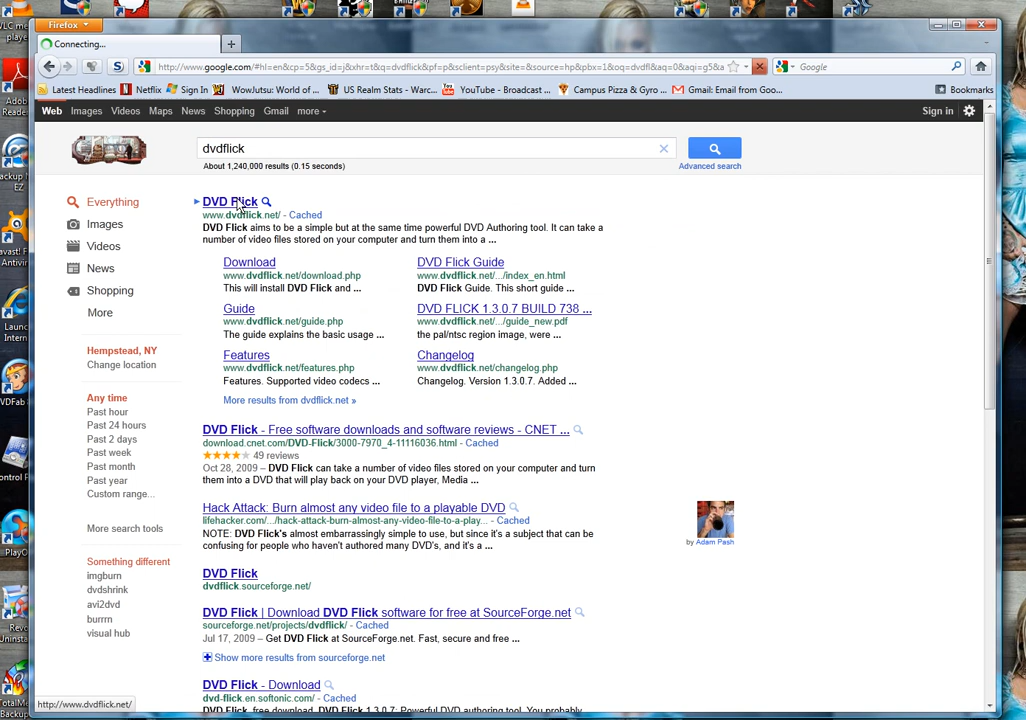 VLC m
player
Firefox
Connecting...
http://www.google.com/#hl=en&cp=5&gs_id=j&xhr=t&q=dvdflick&pf=p&sclient=psy&site=&source=hp&pbx=1&oq=dvdfl&aq=0&aqi=g5&a
Google
Latest Headlines
Netflix
Sign In
WowJutsu: World of ...
US Realm Stats - Warc...
YouTube - Broadcast ...
Campus Pizza & Gyro ...
Gmail: Email from Goo...
Bookmarks
Web Images Videos Maps News Shopping Gmail more
Sign in
dvdflick
About 1,240,000 results (0.15 seconds)
Advanced search
Everything
Images
Videos
News
Shopping
More
Hempstead, NY
Change location
Any time
Past hour
Past 24 hours
Past 2 days
Past week
Past month
Past year
Custom range...
More search tools
Something different
imgburn
dvdshrink
avi2dvd
burrrn
visual hub
DVD Flick
www.dvdflick.net/ - Cached
DVD Flick aims to be a simple but at the same time powerful DVD Authoring tool. It can take a
number of video files stored on your computer and turn them into a ...
Download
www.dvdflick.net/download.php
This will install DVD Flick and ...
DVD Flick Guide
www.dvdflick.net/.../index_en.html
DVD Flick Guide. This short guide ...
Guide
www.dvdflick.net/guide.php
The guide explains the basic usage ...
DVD FLICK 1.3.0.7 BUILD 738 ...
www.dvdflick.net/.../guide_new.pdf
the pal/ntsc region image, were ...
Features
www.dvdflick.net/features.php
Features. Supported video codecs ...
Changelog
www.dvdflick.net/changelog.php
Changelog. Version 1.3.0.7. Added ...
More results from dvdflick.net »
DVD Flick - Free software downloads and software reviews - CNET ...
download.cnet.com/DVD-Flick/3000-7970_4-11116036.html - Cached
49 reviews
Oct 28, 2009 – DVD Flick can take a number of video files stored on your computer and turn
them into a DVD that will play back on your DVD player, Media ...
Hack Attack: Burn almost any video file to a playable DVD
lifehacker.com/.../hack-attack-burn-almost-any-video-file-to-a-play... - Cached
NOTE: DVD Flick's almost embarrassingly simple to use, but since it's a subject that can be
confusing for people who haven't authored many DVD's, and it's a ...
by Adam Pash
DVD Flick
dvdflick.sourceforge.net/
DVD Flick | Download DVD Flick software for free at SourceForge.net
sourceforge.net/projects/dvdflick/ - Cached
Jul 17, 2009 – Get DVD Flick at SourceForge.net. Fast, secure and free ...
Show more results from sourceforge.net
DVD Flick - Download
dvd-flick.en.softonic.com/ - Cached
DVD Flick, free download. DVD Flick 1.3.0.7: Powerful DVD authoring tool. You probably
http://www.dvdflick.net/